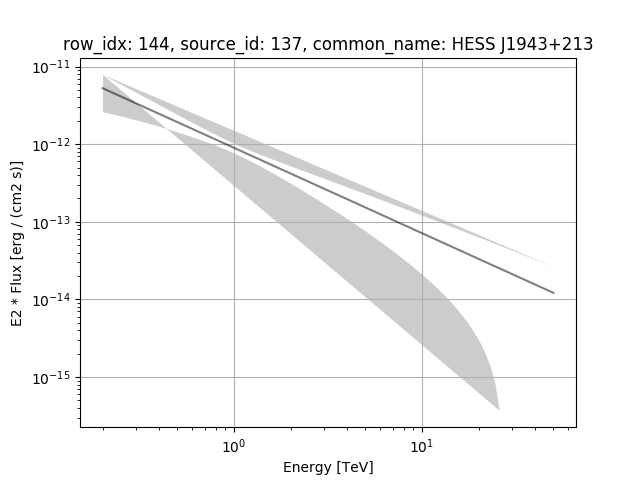 row_idx: 144, source_id: 137, common_name: HESS J1943+213
E2 * Flux [erg / (cm2 s)]
10⁻¹¹
10⁻¹²
10⁻¹³
10⁻¹⁴
10⁻¹⁵
10⁰ 10¹
Energy [TeV]